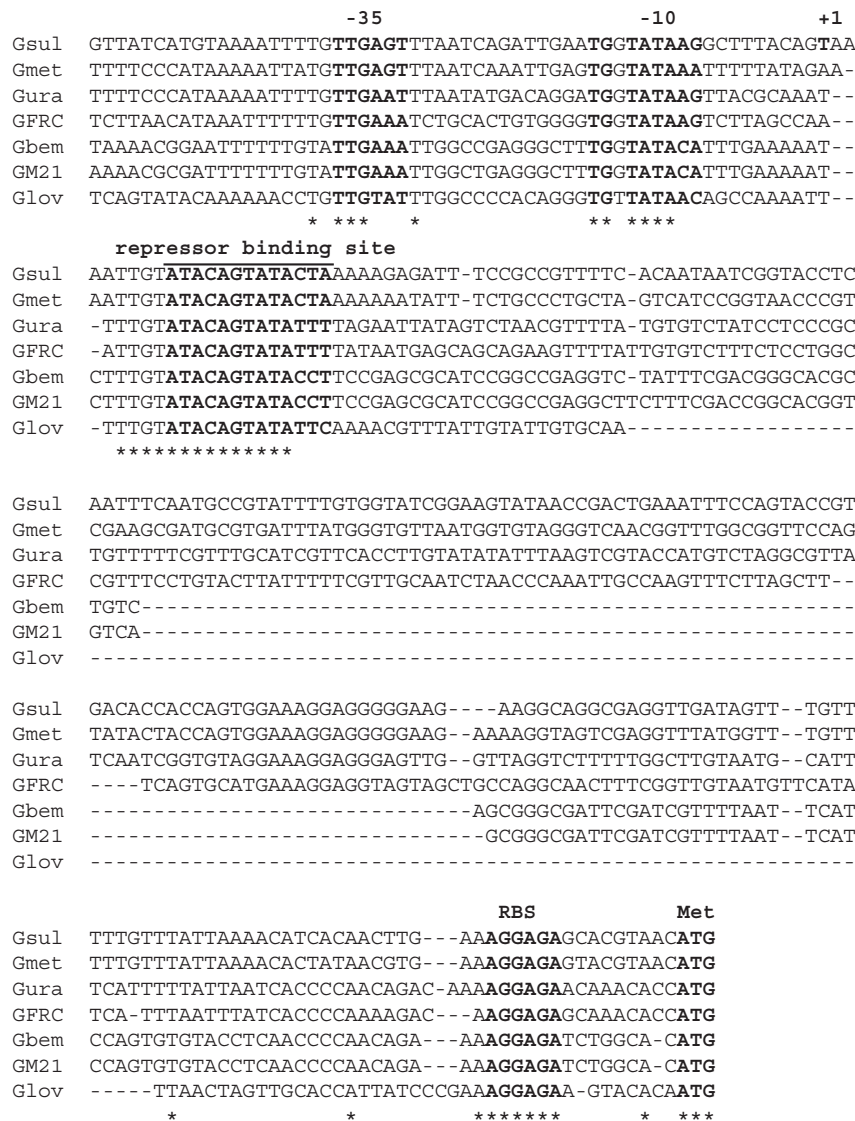 -35 -10 +1
Gsul GTTATCATGTAAAATTTTGTTGAGTTTAATCAGATTGAATGGTATAAGGCTTTACAGTAA
Gmet TTTTCCCATAAAAATTATGTTGAGTTTAATCAAATTGAGTGGTATAAATTTTTATAGAA-
Gura TTTTCCCATAAAAATTTTGTTGAATTTAATATGACAGGATGGTATAAGTTACGCAAAT--
GFRC TCTTAACATAAATTTTTTGTTGAAATCTGCACTGTGGGGTGGTATAAGTCTTAGCCAA--
Gbem TAAAACGGAATTTTTTGTATTGAAATTGGCCGAGGGCTTTGGTATACATTTGAAAAAT--
GM21 AAAACGCGATTTTTTTGTATTGAAATTGGCTGAGGGCTTTGGTATACATTTGAAAAAT--
Glov TCAGTATACAAAAAACCTGTTGTATTTGGCCCCACAGGGTGTTATAACAGCCAAAATT--
* *** * ** ****
repressor binding site
Gsul AATTGTATACAGTATACTAAAAAGAGATT-TCCGCCGTTTTC-ACAATAATCGGTACCTC
Gmet AATTGTATACAGTATACTAAAAAAATATT-TCTGCCCTGCTA-GTCATCCGGTAACCCGT
Gura -TTTGTATACAGTATATTTTAGAATTATAGTCTAACGTTTTA-TGTGTCTATCCTCCCGC
GFRC -ATTGTATACAGTATATTTTATAATGAGCAGCAGAAGTTTTATTGTGTCTTTCTCCTGGC
Gbem CTTTGTATACAGTATACCTTCCGAGCGCATCCGGCCGAGGTC-TATTTCGACGGGCACGC
GM21 CTTTGTATACAGTATACCTTCCGAGCGCATCCGGCCGAGGCTTCTTTCGACCGGCACGGT
Glov -TTTGTATACAGTATATTCAAAACGTTTATTGTATTGTGCAA------------------
**************
Gsul AATTTCAATGCCGTATTTTGTGGTATCGGAAGTATAACCGACTGAAATTTCCAGTACCGT
Gmet CGAAGCGATGCGTGATTTATGGGTGTTAATGGTGTAGGGTCAACGGTTTGGCGGTTCCAG
Gura TGTTTTTCGTTTGCATCGTTCACCTTGTATATATTTAAGTCGTACCATGTCTAGGCGTTA
GFRC CGTTTCCTGTACTTATTTTTCGTTGCAATCTAACCCAAATTGCCAAGTTTCTTAGCTT--
Gbem TGTC--------------------------------------------------------
GM21 GTCA--------------------------------------------------------
Glov ------------------------------------------------------------
Gsul GACACCACCAGTGGAAAGGAGGGGGAAG----AAGGCAGGCGAGGTTGATAGTT--TGTT
Gmet TATACTACCAGTGGAAAGGAGGGGGAAG--AAAAGGTAGTCGAGGTTTATGGTT--TGTT
Gura TCAATCGGTGTAGGAAAGGAGGGAGTTG--GTTAGGTCTTTTTGGCTTGTAATG--CATT
GFRC ----TCAGTGCATGAAAGGAGGTAGTAGCTGCCAGGCAACTTTCGGTTGTAATGTTCATA
Gbem ------------------------------AGCGGGCGATTCGATCGTTTTAAT--TCAT
GM21 -------------------------------GCGGGCGATTCGATCGTTTTAAT--TCAT
Glov ------------------------------------------------------------
RBS Met
Gsul TTTGTTTATTAAAACATCACAACTTG---AAAGGAGAGCACGTAACATG
Gmet TTTGTTTATTAAAACACTATAACGTG---AAAGGAGAGTACGTAACATG
Gura TCATTTTTATTAATCACCCCAACAGAC-AAAAGGAGAACAAACACCATG
GFRC TCA-TTTAATTTATCACCCCAAAAGAC---AAGGAGAGCAAACACCATG
Gbem CCAGTGTGTACCTCAACCCCAACAGA---AAAGGAGATCTGGCA-CATG
GM21 CCAGTGTGTACCTCAACCCCAACAGA---AAAGGAGATCTGGCA-CATG
Glov -----TTAACTAGTTGCACCATTATCCCGAAAGGAGAA-GTACACAATG
* * ******* * ***